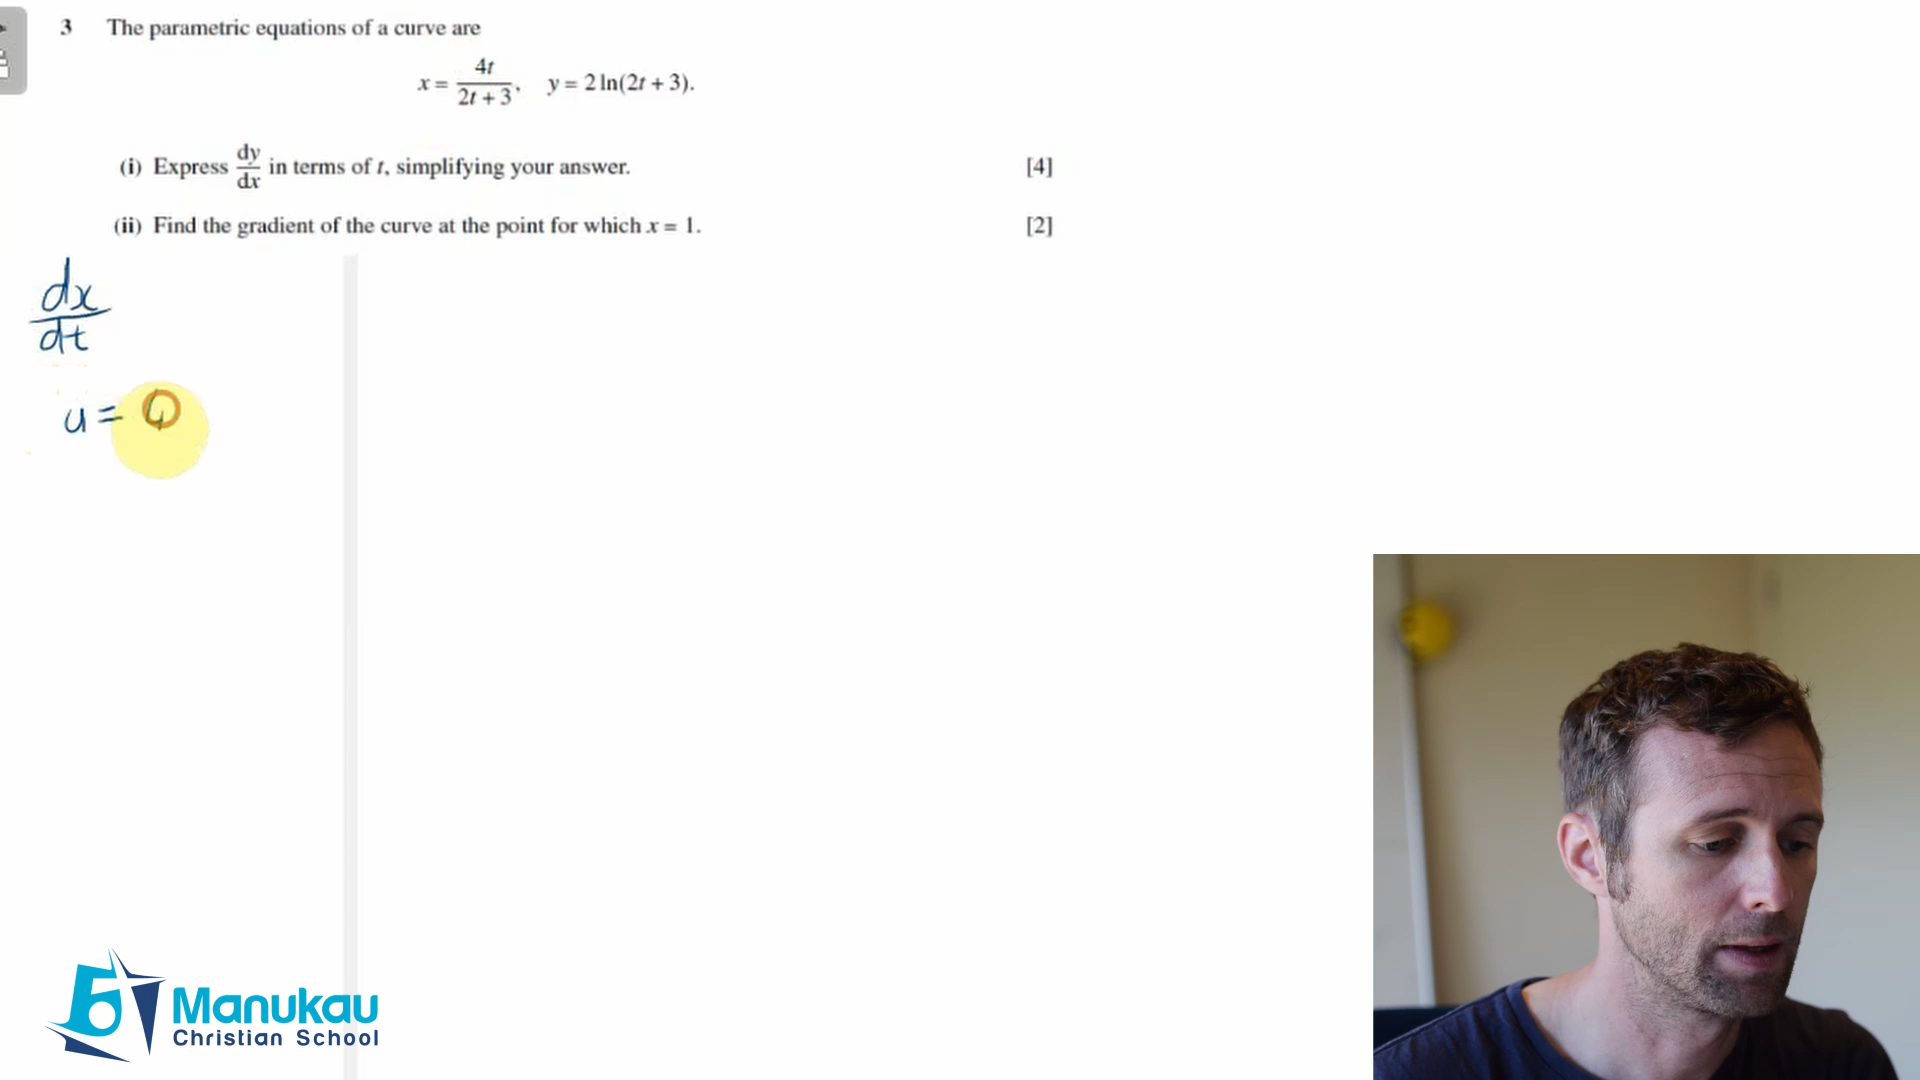 3 The parametric equations of a curve are
x = 4t / 2t + 3, y = 2 ln(2t + 3).
(i) Express dy/dx in terms of t, simplifying your answer. [4]
(ii) Find the gradient of the curve at the point for which x = 1. [2]
dx/dt
u = 4
Manukau
Christian School